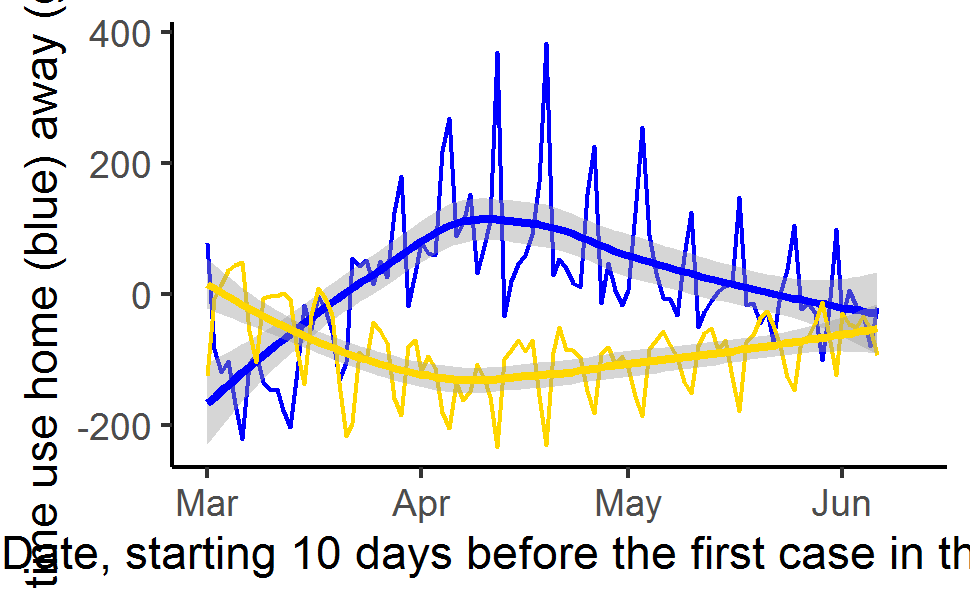 time use home (blue) away (
400
200
0
-200
Mar Apr May Jun
Date, starting 10 days before the first case in th